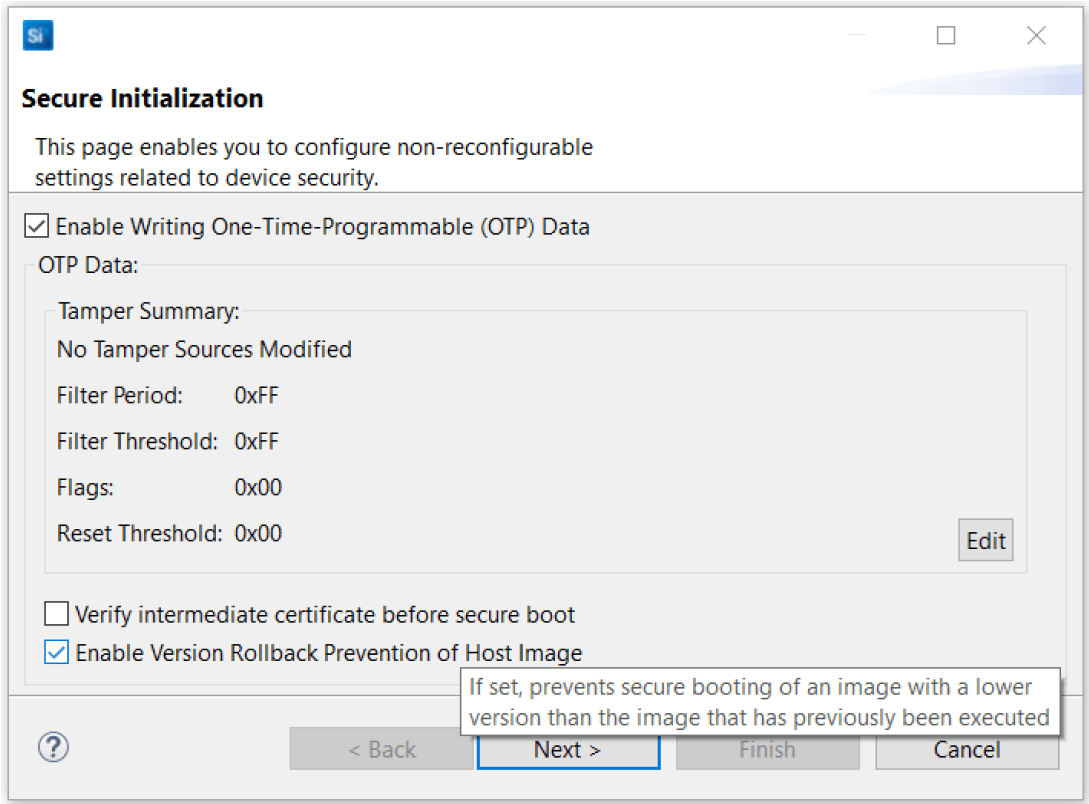 Si
Secure Initialization
This page enables you to configure non-reconfigurable
settings related to device security.
Enable Writing One-Time-Programmable (OTP) Data
OTP Data:
Tamper Summary:
No Tamper Sources Modified
Filter Period: 0xFF
Filter Threshold: 0xFF
Flags: 0x00
Reset Threshold: 0x00
Edit
Verify intermediate certificate before secure boot
Enable Version Rollback Prevention of Host Image
If set, prevents secure booting of an image with a lower
version than the image that has previously been executed
? < Back Next > Finish Cancel